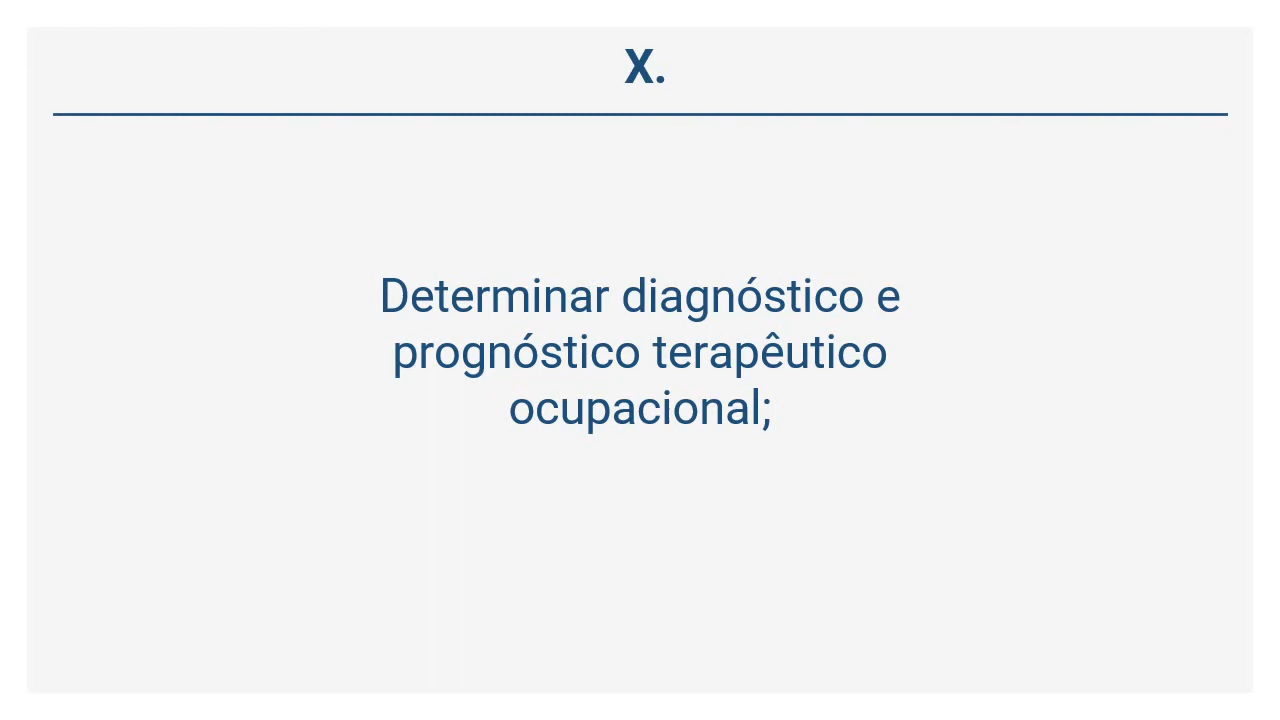 X.
Determinar diagnóstico e
prognóstico terapêutico
ocupacional;